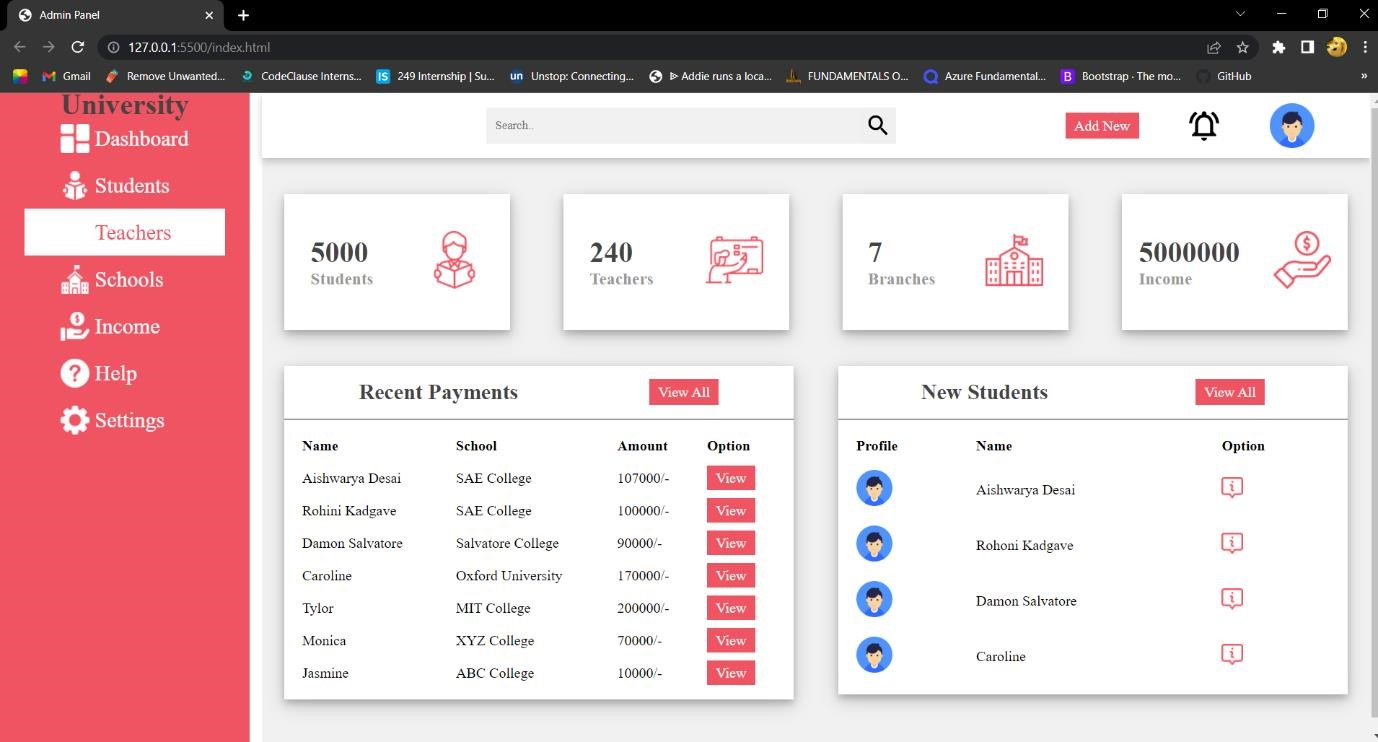 Admin Panel
127.0.0.1:5500/index.html
Gmail Remove Unwanted... CodeClause Interns... IS 249 Internship | Su... un Unstop: Connecting... ⊳ Addie runs a loca... FUNDAMENTALS O... Azure Fundamental... B Bootstrap · The mo... GitHub »
University
Dashboard
Students
Teachers
Schools
Income
Help
Settings
Search..
Add New
5000
Students
240
Teachers
7
Branches
5000000
Income
Recent Payments View All
Name School Amount Option
Aishwarya Desai SAE College 107000/- View
Rohini Kadgave SAE College 100000/- View
Damon Salvatore Salvatore College 90000/- View
Caroline Oxford University 170000/- View
Tylor MIT College 200000/- View
Monica XYZ College 70000/- View
Jasmine ABC College 10000/- View
New Students View All
Profile Name Option
Aishwarya Desai
Rohoni Kadgave
Damon Salvatore
Caroline